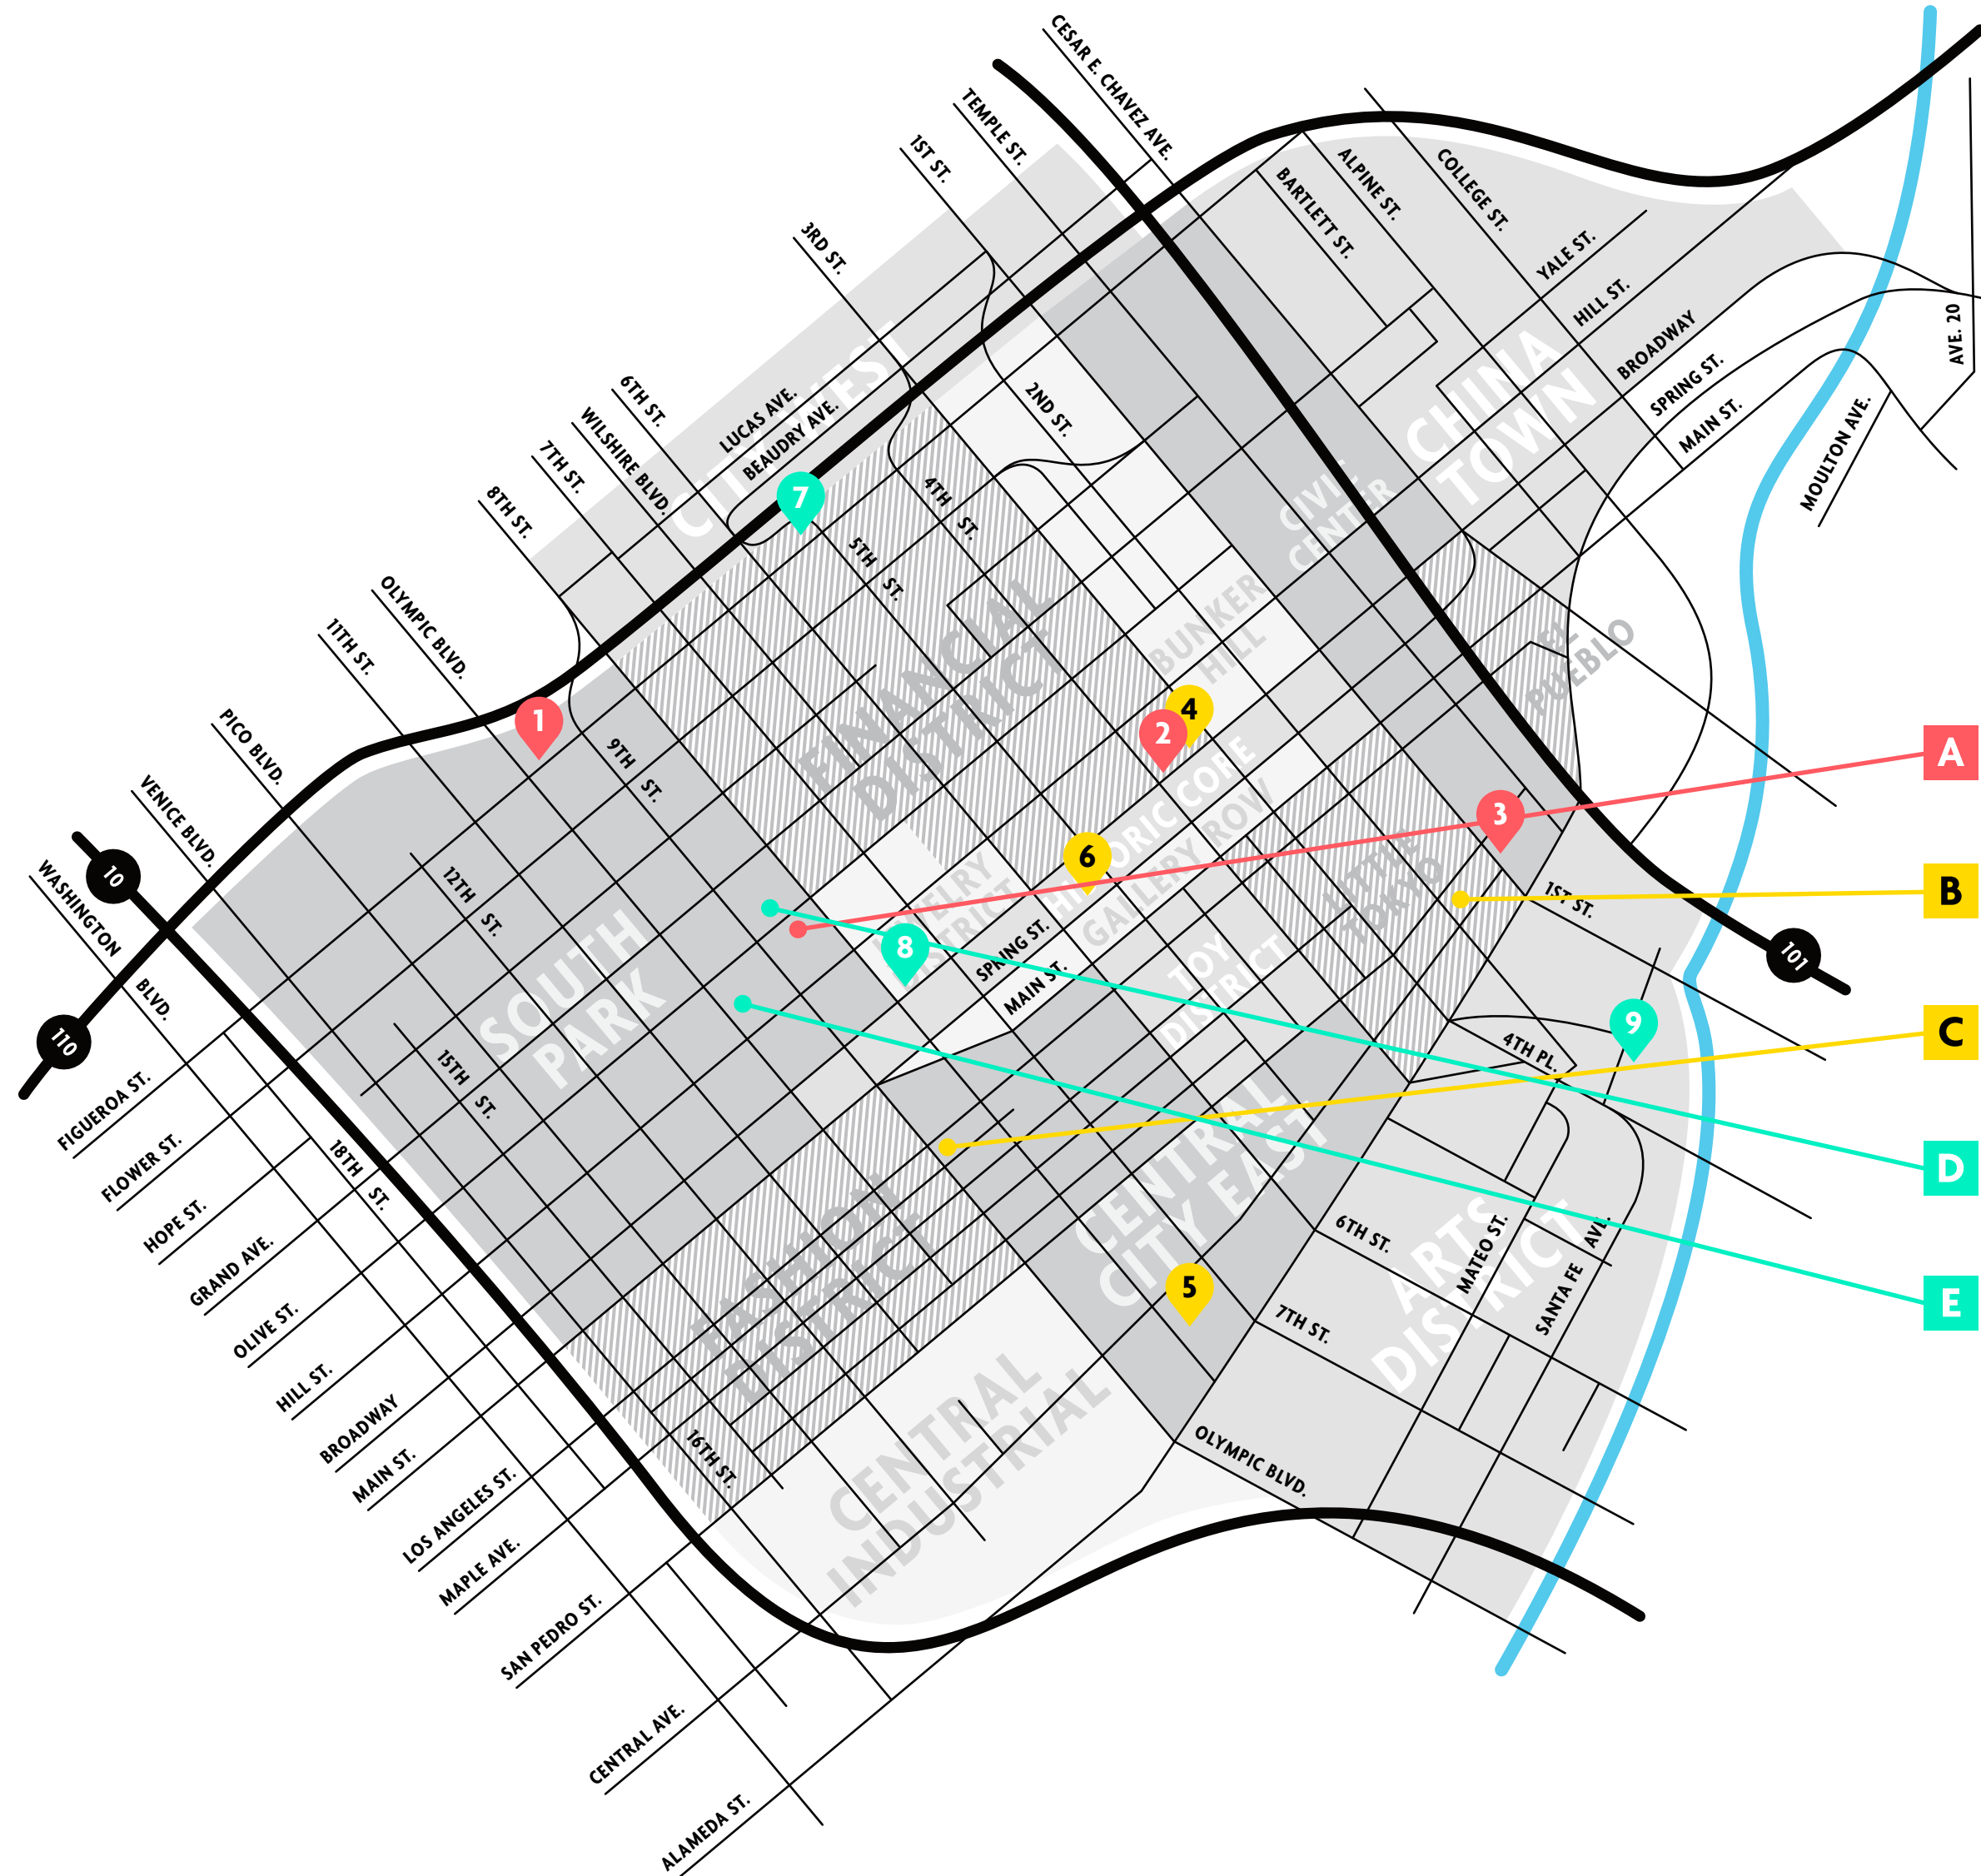 CESAR E. CHAVEZ AVE.
TEMPLE ST.
1ST ST.
3RD ST.
BARTLETT ST.
ALPINE ST.
COLLEGE ST.
YALE ST.
HILL ST.
BROADWAY
SPRING ST.
MAIN ST.
AVE. 20
MOULTON AVE.
CHINA
TOWN
2ND ST.
LUCAS AVE.
BEAUDRY AVE.
CITY WEST
6TH ST.
WILSHIRE BLVD.
7TH ST.
8TH ST.
7
4TH ST.
5TH ST.
CIVIC
CENTER
OLYMPIC BLVD.
11TH ST.
FINANCIAL
DISTRICT
BUNKER
HILL
EL
PUEBLO
PICO BLVD.
1
9TH ST.
4
2
A
VENICE BLVD.
HISTORIC CORE
GALLERY ROW
3
LITTLE
TOKYO
6
WASHINGTON BLVD.
10
12TH ST.
JEWELRY
DISTRICT
8
SPRING ST.
MAIN ST.
1ST ST.
B
101
TOY
DISTRICT
SOUTH
PARK
110
9
4TH PL.
C
15TH ST.
FIGUEROA ST.
FLOWER ST.
HOPE ST.
GRAND AVE.
OLIVE ST.
HILL ST.
BROADWAY
MAIN ST.
LOS ANGELES ST.
MAPLE AVE.
SAN PEDRO ST.
CENTRAL AVE.
ALAMEDA ST.
18TH ST.
16TH ST.
FASHION
DISTRICT
CENTRAL
CITY EAST
5
6TH ST.
7TH ST.
ARTS
DISTRICT
MATEO ST.
SANTA FE AVE.
D
E
CENTRAL
INDUSTRIAL
OLYMPIC BLVD.